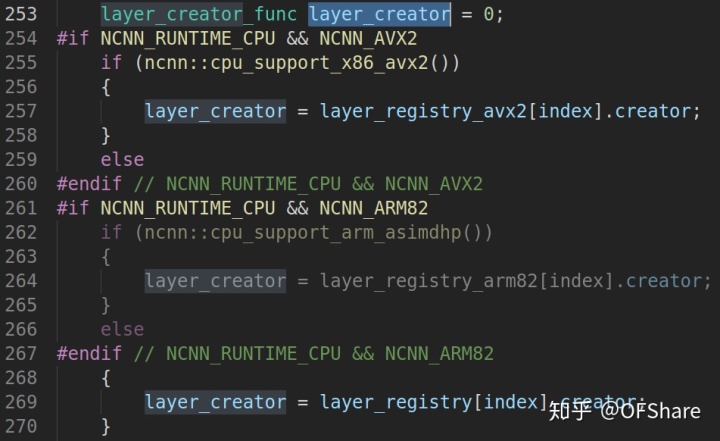 253 layer_creator_func layer_creator = 0;
254 #if NCNN_RUNTIME_CPU && NCNN_AVX2
255 if (ncnn::cpu_support_x86_avx2())
256 {
257 layer_creator = layer_registry_avx2[index].creator;
258 }
259 else
260 #endif // NCNN_RUNTIME_CPU && NCNN_AVX2
261 #if NCNN_RUNTIME_CPU && NCNN_ARM82
262 if (ncnn::cpu_support_arm_asimdhp())
263 {
264 layer_creator = layer_registry_arm82[index].creator;
265 }
266 else
267 #endif // NCNN_RUNTIME_CPU && NCNN_ARM82
268 {
269 layer_creator = layer_registry[index].creator;
知乎 @OFShare
270 }